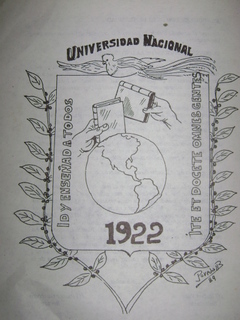 UNIVERSIDAD NACIONAL
ID Y ENSEÑAD A TODOS
ITE ET DOCETE OMNES GENTES
1922